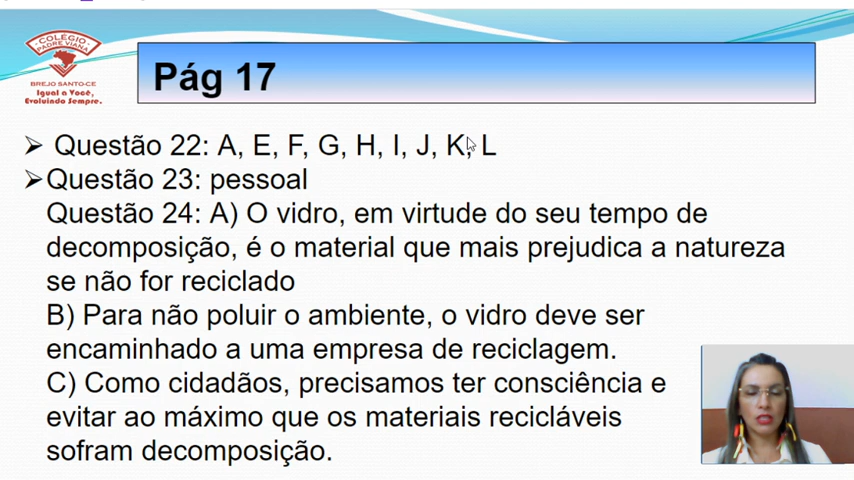 COLÉGIO
PADRE VIANA
BREJO SANTO-CE
Igual a Você,
Evoluindo Sempre.
Pág 17
Questão 22: A, E, F, G, H, I, J, K, L
Questão 23: pessoal
Questão 24: A) O vidro, em virtude do seu tempo de
decomposição, é o material que mais prejudica a natureza
se não for reciclado
B) Para não poluir o ambiente, o vidro deve ser
encaminhado a uma empresa de reciclagem.
C) Como cidadãos, precisamos ter consciência e
evitar ao máximo que os materiais recicláveis
sofram decomposição.